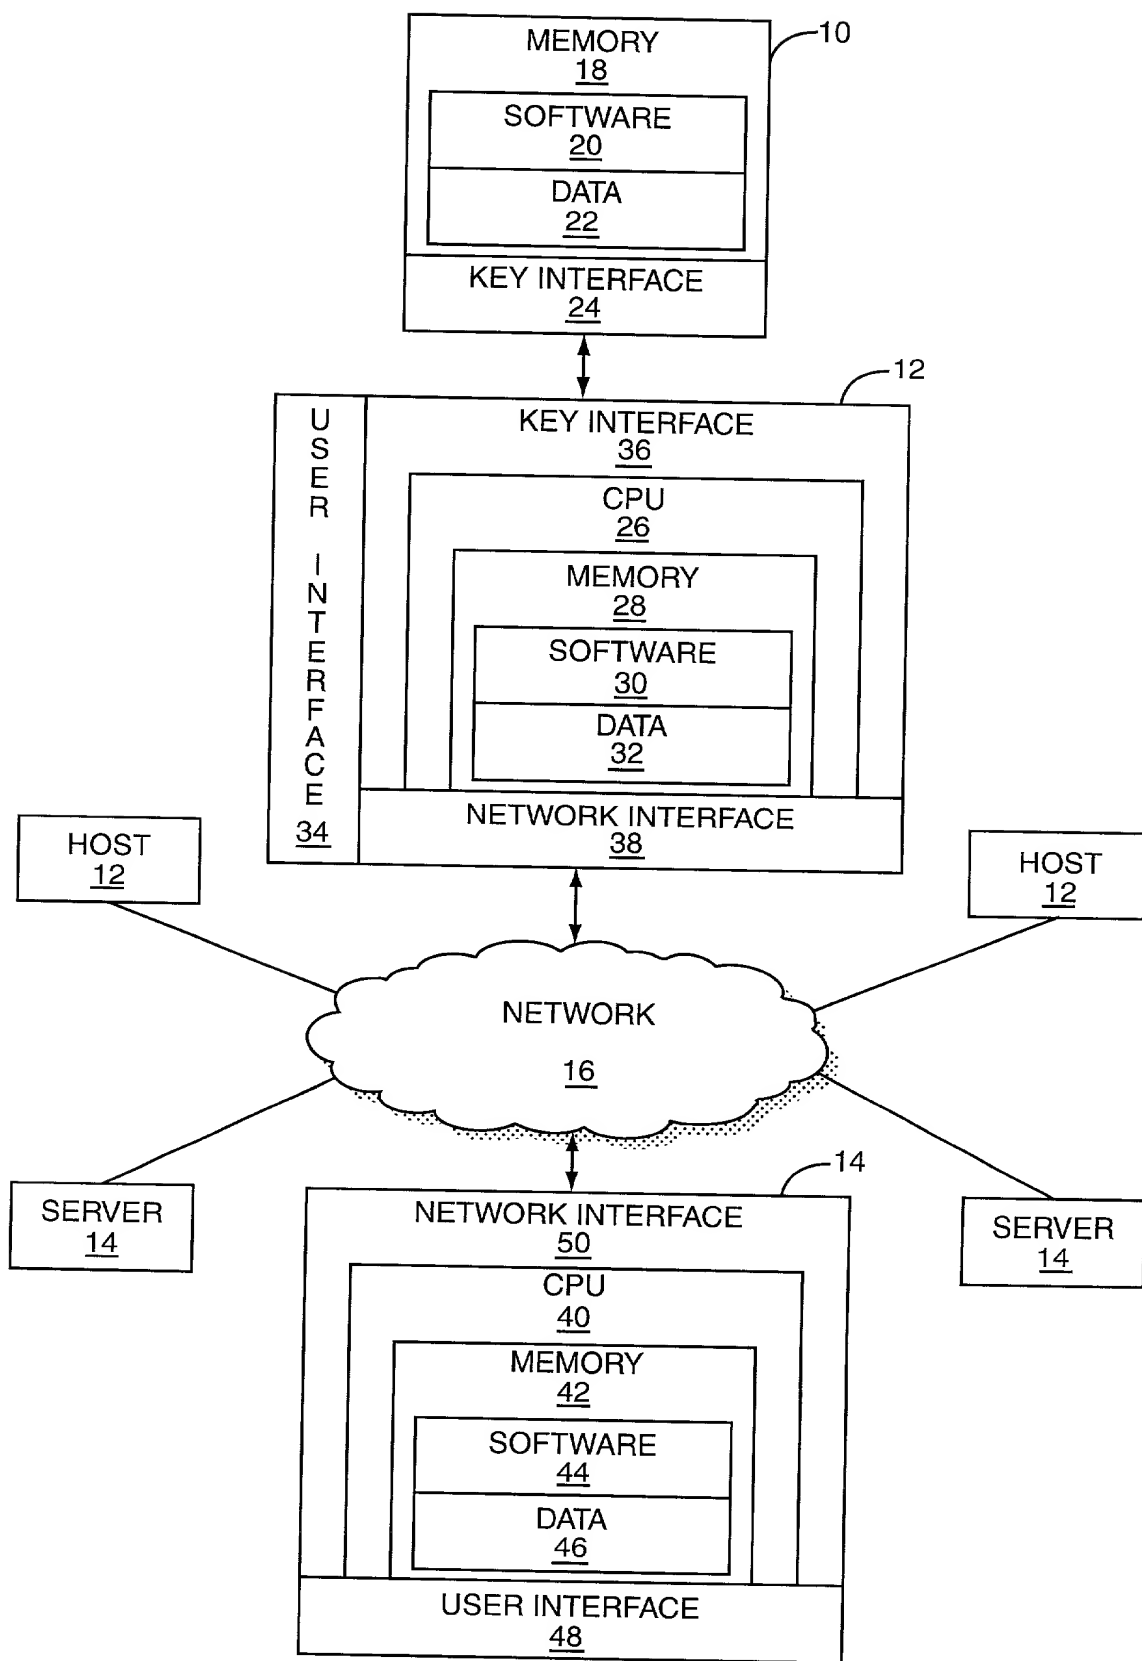 10
MEMORY
18
SOFTWARE
20
DATA
22
KEY INTERFACE
24
12
USER INTERFACE
34
KEY INTERFACE
36
CPU
26
MEMORY
28
SOFTWARE
30
DATA
32
NETWORK INTERFACE
38
HOST
12
HOST
12
NETWORK
16
SERVER
14
SERVER
14
14
NETWORK INTERFACE
50
CPU
40
MEMORY
42
SOFTWARE
44
DATA
46
USER INTERFACE
48